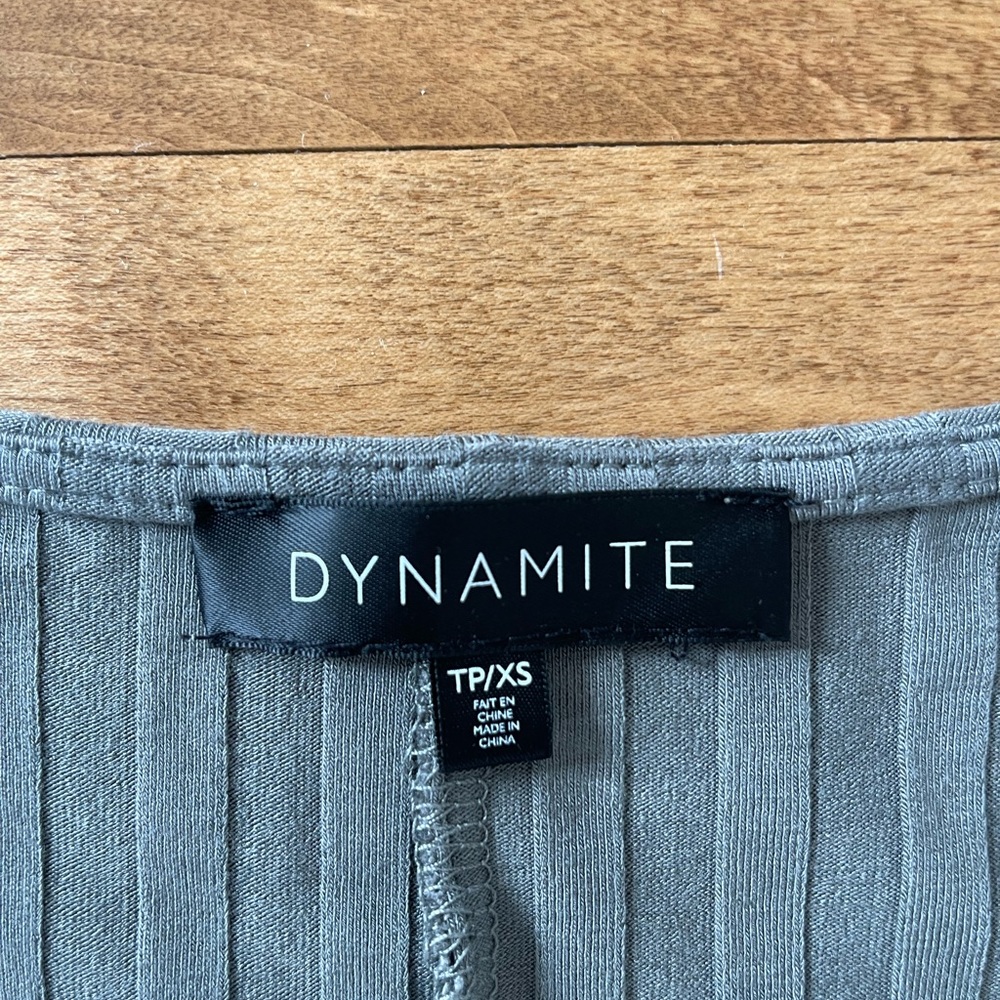 DYNAMITE
TP/XS
FAIT EN
CHINE
MADE IN
CHINA